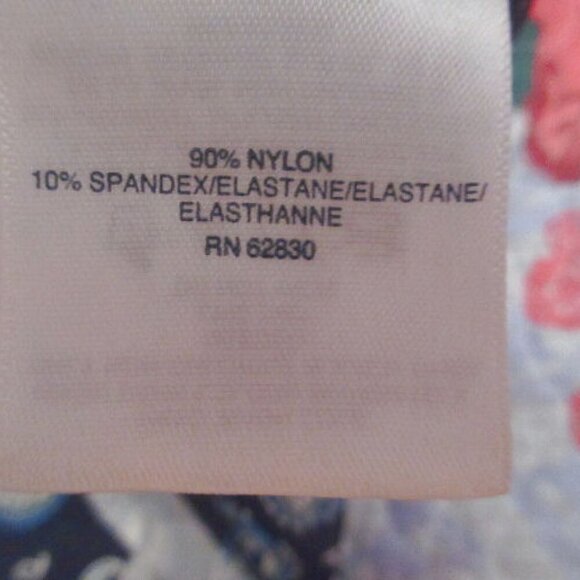 90% NYLON
10% SPANDEX/ELASTANE/ELASTANE/
ELASTHANNE
RN 62830